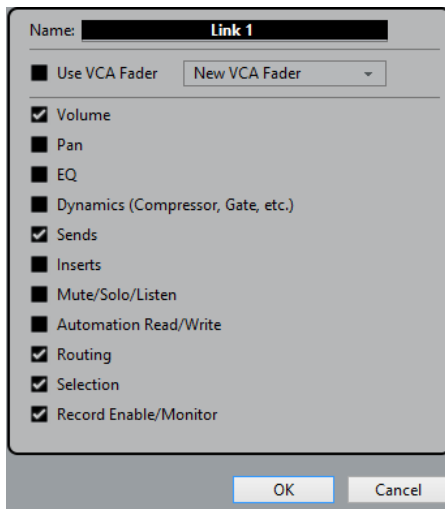 Name: Link 1
Use VCA Fader New VCA Fader
Volume
Pan
EQ
Dynamics (Compressor, Gate, etc.)
Sends
Inserts
Mute/Solo/Listen
Automation Read/Write
Routing
Selection
Record Enable/Monitor
OK Cancel